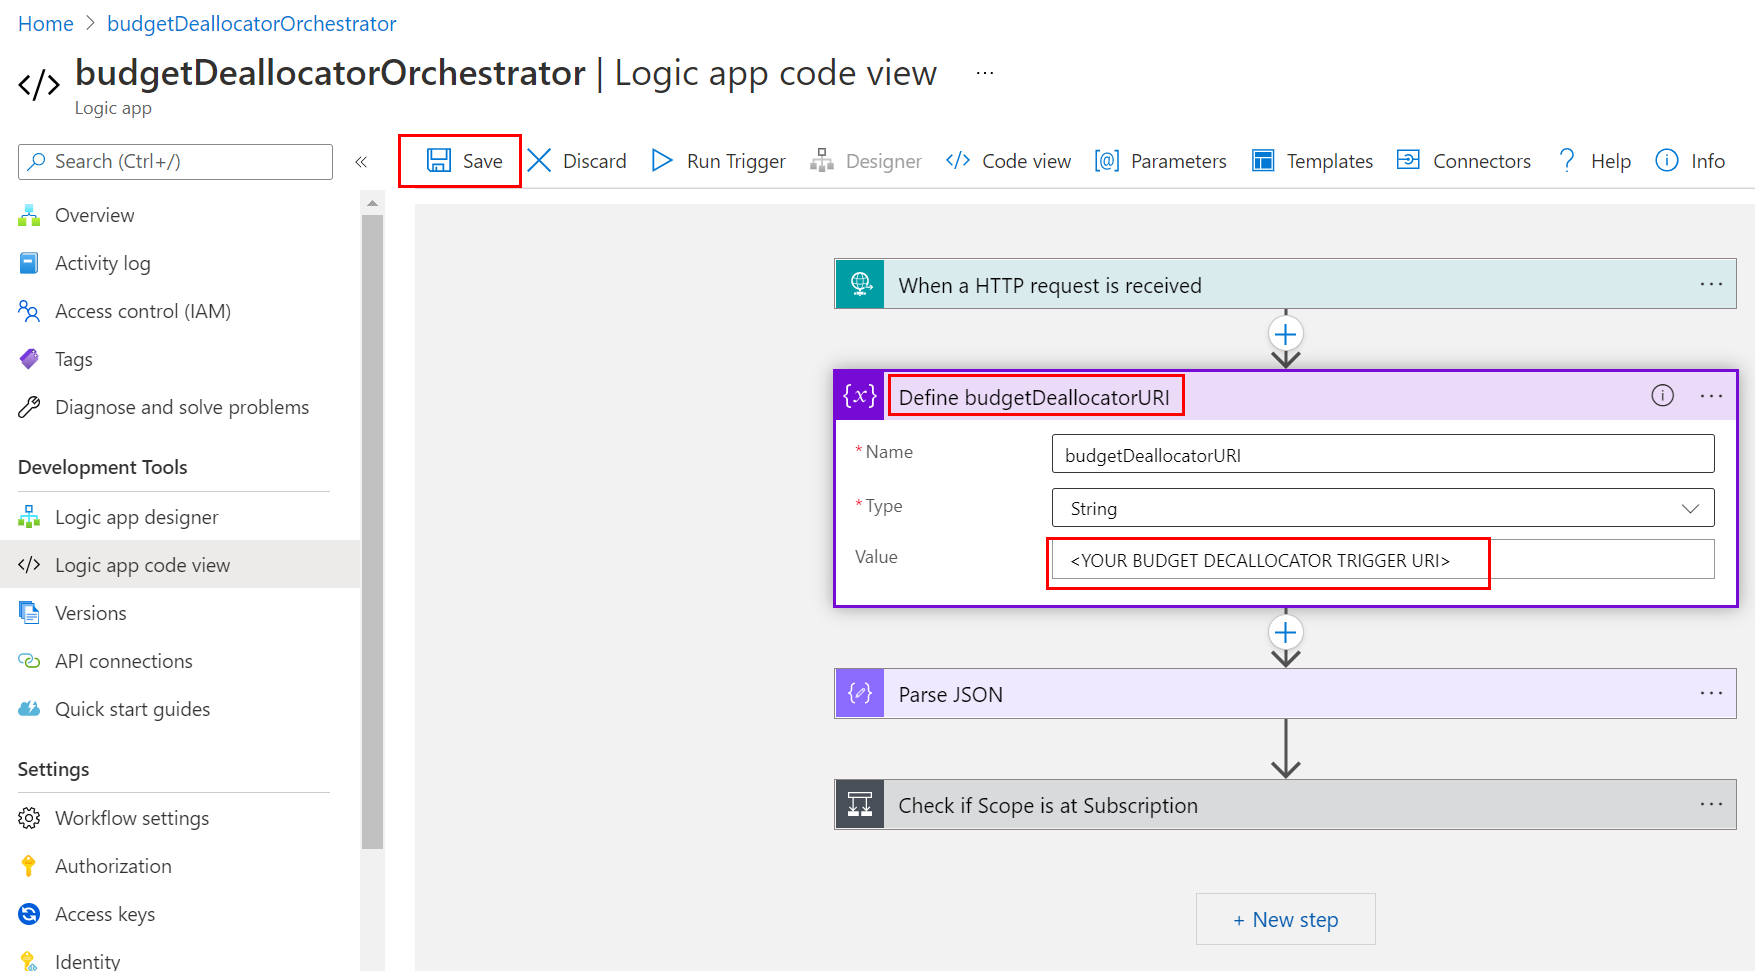 Home > budgetDeallocatorOrchestrator
budgetDeallocatorOrchestrator | Logic app code view ...
Logic app
Search (Ctrl+/) «
Save Discard Run Trigger Designer </> Code view [@] Parameters Templates Connectors ? Help Info
Overview
Activity log
Access control (IAM)
Tags
Diagnose and solve problems
Development Tools
Logic app designer
</> Logic app code view
Versions
API connections
Quick start guides
Settings
Workflow settings
Authorization
Access keys
Identity
When a HTTP request is received ...
{x} Define budgetDeallocatorURI ...
* Name budgetDeallocatorURI
* Type String
Value <YOUR BUDGET DECALLOCATOR TRIGGER URI>
Parse JSON ...
Check if Scope is at Subscription ...
+ New step